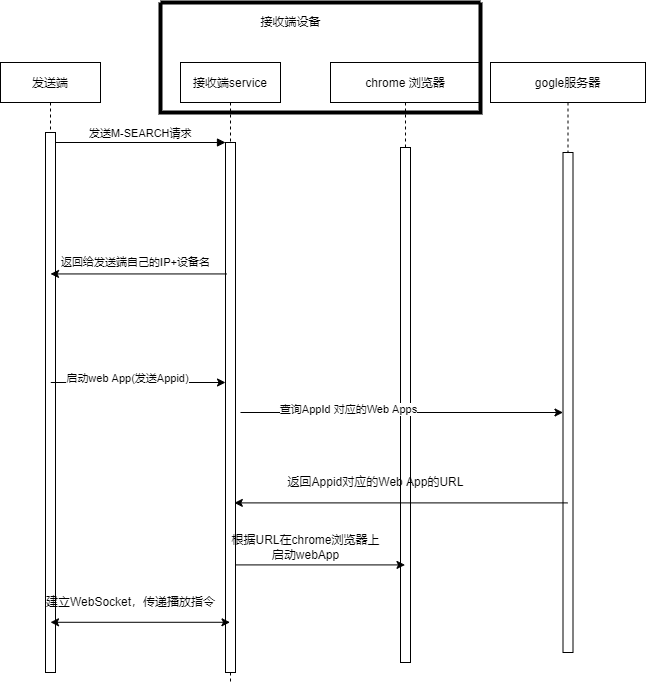 接收端设备
发送端
接收端service
chrome 浏览器
gogle服务器
发送M-SEARCH请求
返回给发送端自己的IP+设备名
启动web App(发送Appid)
查询AppId 对应的Web Apps
返回Appid对应的Web App的URL
根据URL在chrome浏览器上
启动webApp
建立WebSocket，传递播放指令